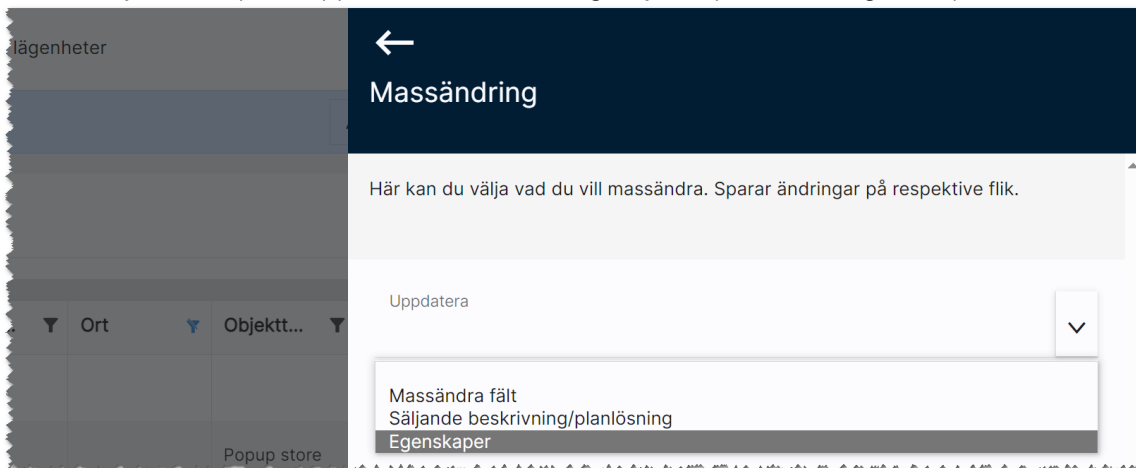 lägenheter
Massändring
Här kan du välja vad du vill massändra. Sparar ändringar på respektive flik.
Uppdatera
Ort
Objektt...
Massändra fält
Säljande beskrivning/planlösning
Egenskaper
Popup store